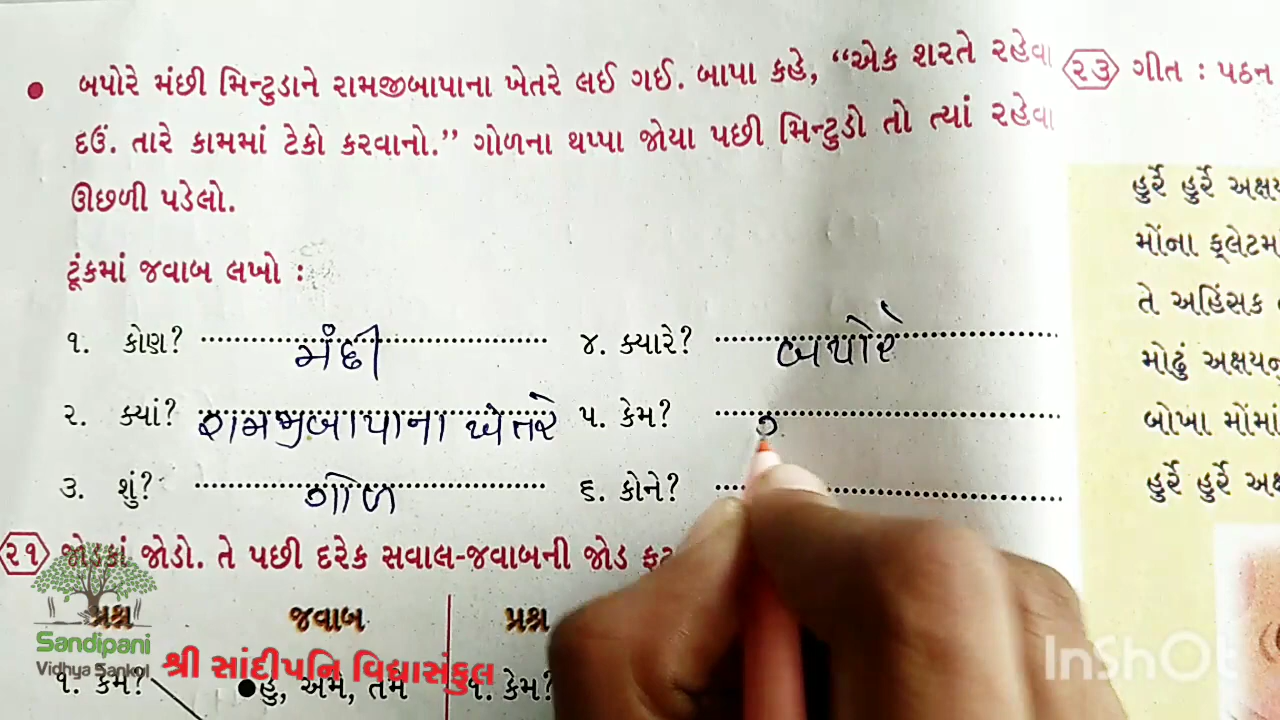 બપોરે મંછી મિન્ટુડાને રામજીબાપાના ખેતરે લઈ ગઈ. બાપા કહે, “એક શરતે રહેવા
દઉં. તારે કામમાં ટેકો કરવાનો.” ગોળના થપ્પા જોયા પછી મિન્ટુડો તો ત્યાં રહેવા
ઊછળી પડેલો.
ટૂંકમાં જવાબ લખો :
૧. કોણ? મંછી
૨. ક્યાં? રામજીબાપાના ખેતરે
૩. શું? ગોળ
૪. ક્યારે? બપોરે
૫. કેમ?
૬. કોને?
૨૧ જોડકાં જોડો. તે પછી દરેક સવાલ-જવાબની જોડ
પ્રશ્ન જવાબ પ્રશ્ન
૧. કેમ? હું, અમે, તમે ૧. કેમ?
૨૩ ગીત : પઠન
હુર્રે હુર્રે અક્ષય
મોંના ફ્લેટમાં
તે અહિંસક
મોઢું અક્ષયનું
બોખા મોંમાં
હુર્રે હુર્રે
Sandipani
Vidhya Sankul
શ્રી સાંદીપનિ વિદ્યાસંકુલ
InShOt